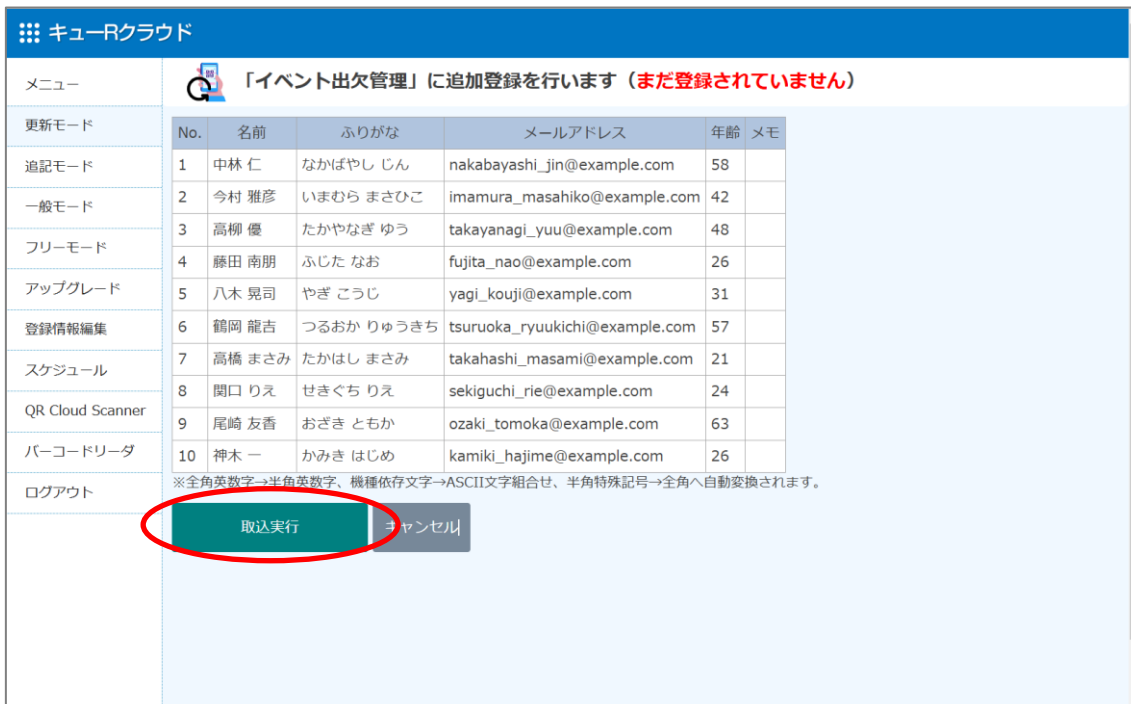 キューRクラウド
メニュー
更新モード
追記モード
一般モード
フリーモード
アップグレード
登録情報編集
スケジュール
QR Cloud Scanner
バーコードリーダ
ログアウト
「イベント出欠管理」に追加登録を行います（まだ登録されていません）
No. 名前 ふりがな メールアドレス 年齢 メモ
1 中林 仁 なかばやし じん nakabayashi_jin@example.com 58
2 今村 雅彦 いまむら まさひこ imamura_masahiko@example.com 42
3 高柳 優 たかやなぎ ゆう takayanagi_yuu@example.com 48
4 藤田 南朋 ふじた なお fujita_nao@example.com 26
5 八木 晃司 やぎ こうじ yagi_kouji@example.com 31
6 鶴岡 龍吉 つるおか りゅうきち tsuruoka_ryuukichi@example.com 57
7 高橋 まさみ たかはし まさみ takahashi_masami@example.com 21
8 関口 りえ せきぐち りえ sekiguchi_rie@example.com 24
9 尾崎 友香 おざき ともか ozaki_tomoka@example.com 63
10 神木 一 かみき はじめ kamiki_hajime@example.com 26
※全角英数字→半角英数字、機種依存文字→ASCII文字組合せ、半角特殊記号→全角へ自動変換されます。
取込実行 キャンセル